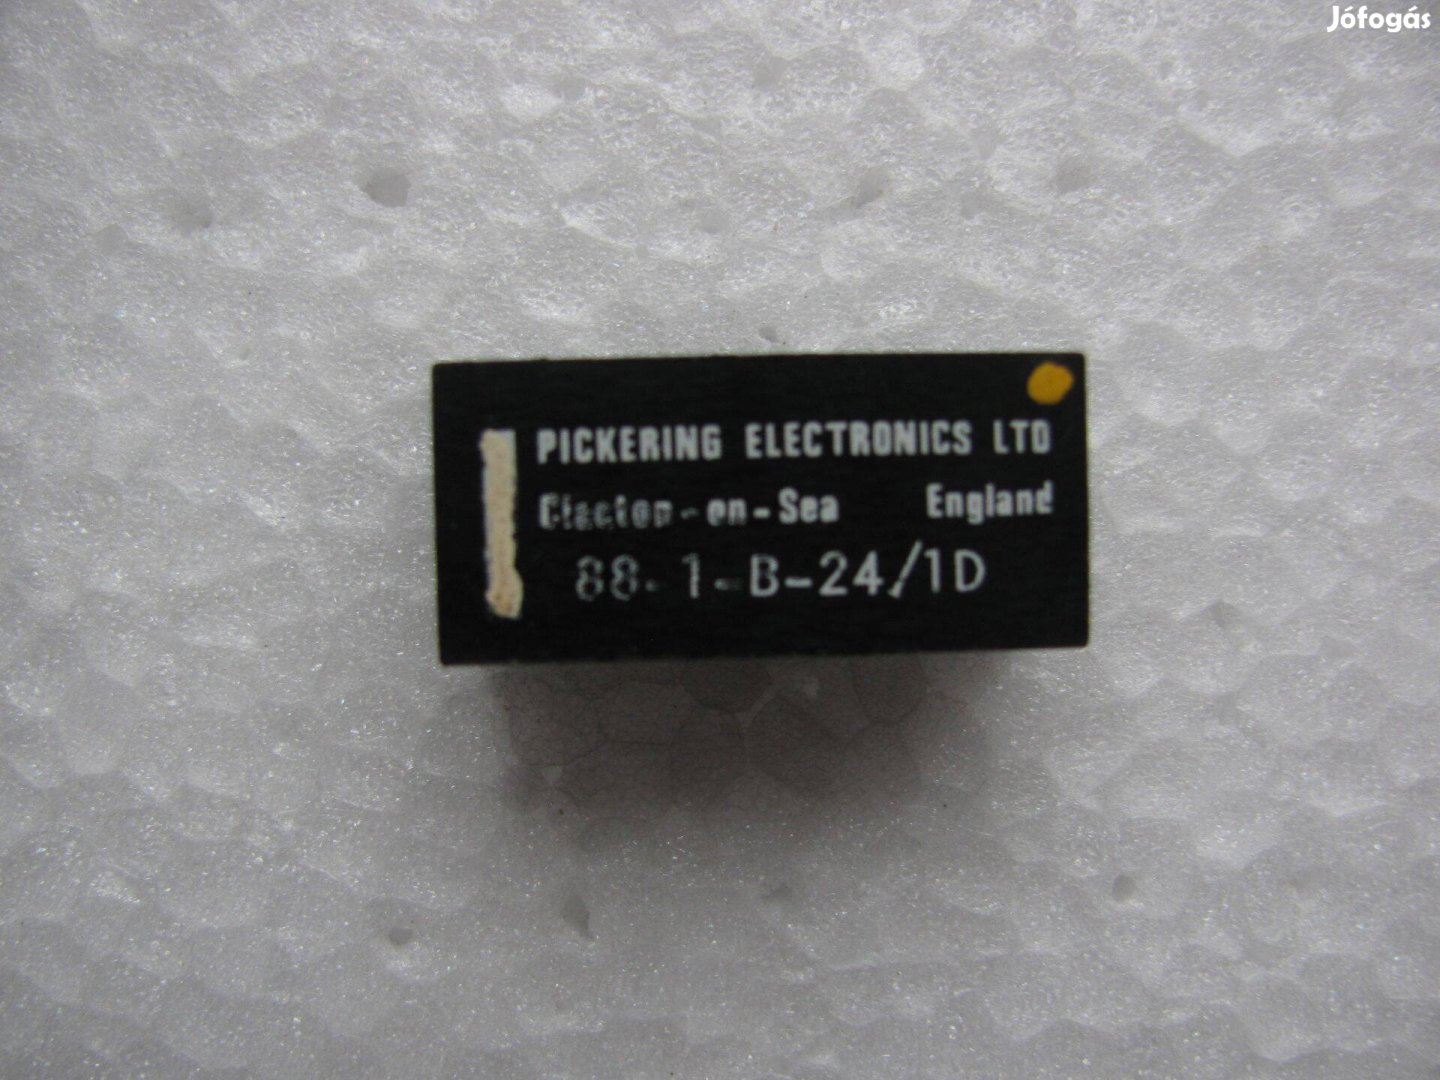 Jófogás
PICKERING ELECTRONICS LTD
Clacton-on-Sea England
88-1-B-24/1D